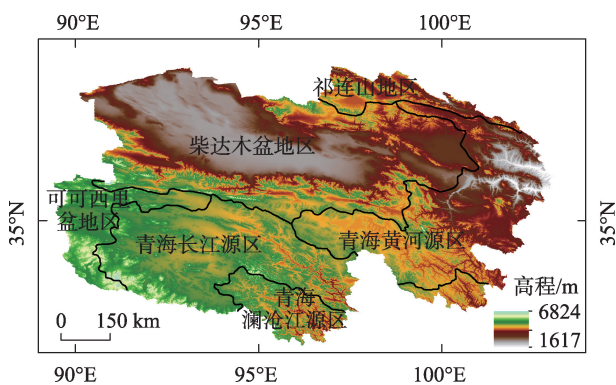 90°E 95°E 100°E
祁连山地区
柴达木盆地区
可可西里
盆地区
35°N 35°N
青海长江源区 青海黄河源区
青海
澜沧江源区
高程/m
6824
1617
0 150 km
90°E 95°E 100°E